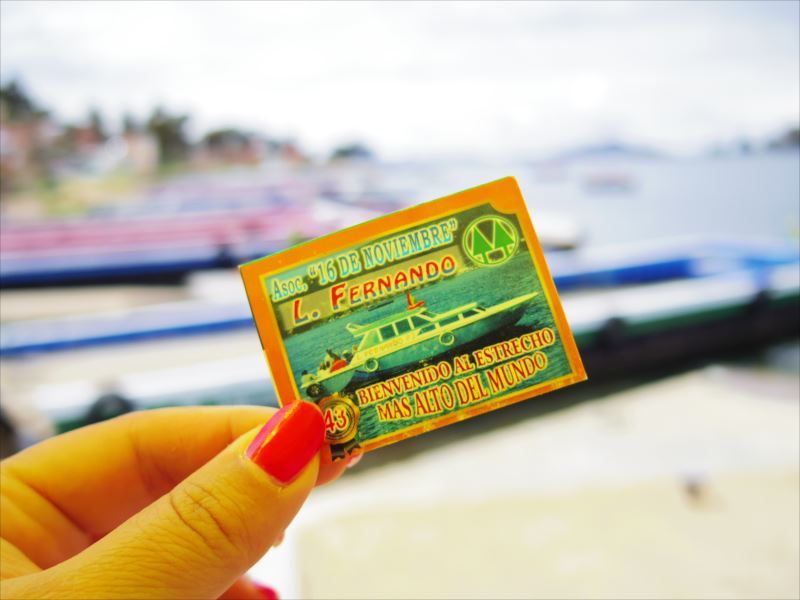 Asoc. "16 DE NOVIEMBRE"
L. FERNANDO
BIENVENIDO AL ESTRECHO
MAS ALTO DEL MUNDO
43